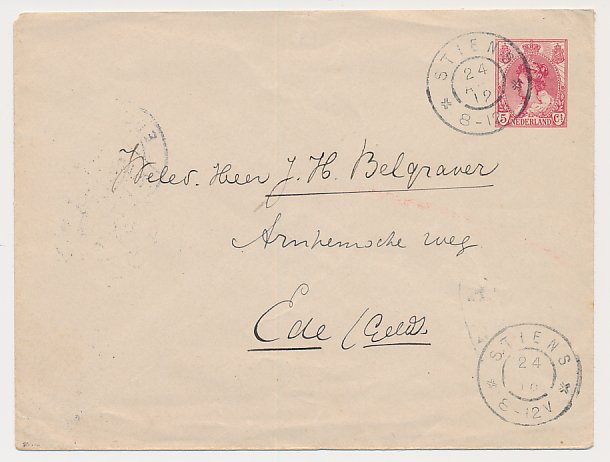 STIENS
24
12
8-12V
5 Ct
NEDERLAND
Weled. Heer J. H. Belgraver
Arnhemsche weg
Ede (Geld.
STIENS
24
12
8-12V